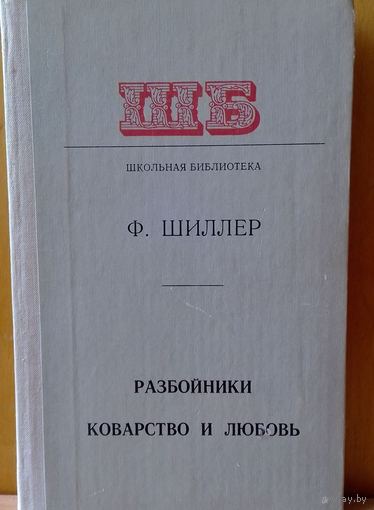 ШБ
ШКОЛЬНАЯ БИБЛИОТЕКА
Ф. ШИЛЛЕР
РАЗБОЙНИКИ
КОВАРСТВО И ЛЮБОВЬ